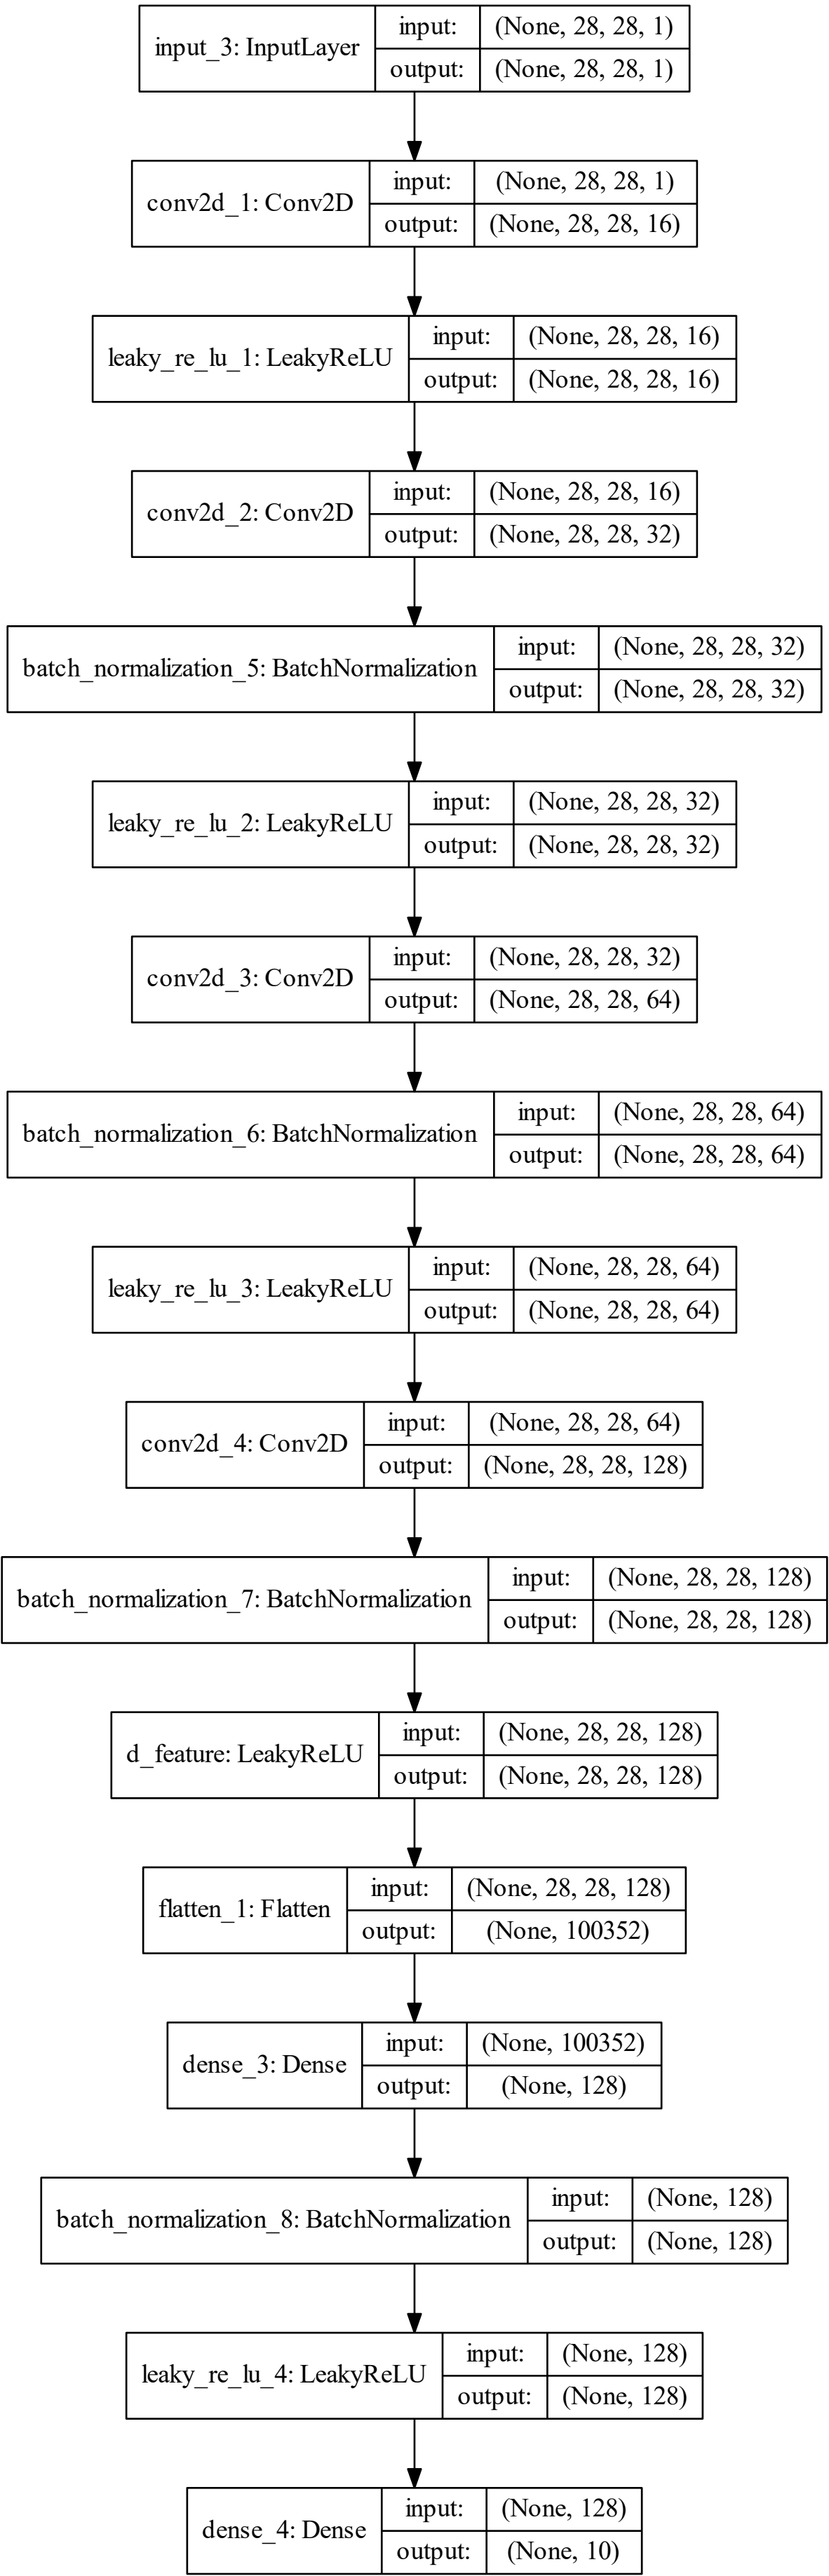 input_3: InputLayer
input: (None, 28, 28, 1)
output: (None, 28, 28, 1)
conv2d_1: Conv2D
input: (None, 28, 28, 1)
output: (None, 28, 28, 16)
leaky_re_lu_1: LeakyReLU
input: (None, 28, 28, 16)
output: (None, 28, 28, 16)
conv2d_2: Conv2D
input: (None, 28, 28, 16)
output: (None, 28, 28, 32)
batch_normalization_5: BatchNormalization
input: (None, 28, 28, 32)
output: (None, 28, 28, 32)
leaky_re_lu_2: LeakyReLU
input: (None, 28, 28, 32)
output: (None, 28, 28, 32)
conv2d_3: Conv2D
input: (None, 28, 28, 32)
output: (None, 28, 28, 64)
batch_normalization_6: BatchNormalization
input: (None, 28, 28, 64)
output: (None, 28, 28, 64)
leaky_re_lu_3: LeakyReLU
input: (None, 28, 28, 64)
output: (None, 28, 28, 64)
conv2d_4: Conv2D
input: (None, 28, 28, 64)
output: (None, 28, 28, 128)
batch_normalization_7: BatchNormalization
input: (None, 28, 28, 128)
output: (None, 28, 28, 128)
d_feature: LeakyReLU
input: (None, 28, 28, 128)
output: (None, 28, 28, 128)
flatten_1: Flatten
input: (None, 28, 28, 128)
output: (None, 100352)
dense_3: Dense
input: (None, 100352)
output: (None, 128)
batch_normalization_8: BatchNormalization
input: (None, 128)
output: (None, 128)
leaky_re_lu_4: LeakyReLU
input: (None, 128)
output: (None, 128)
dense_4: Dense
input: (None, 128)
output: (None, 10)